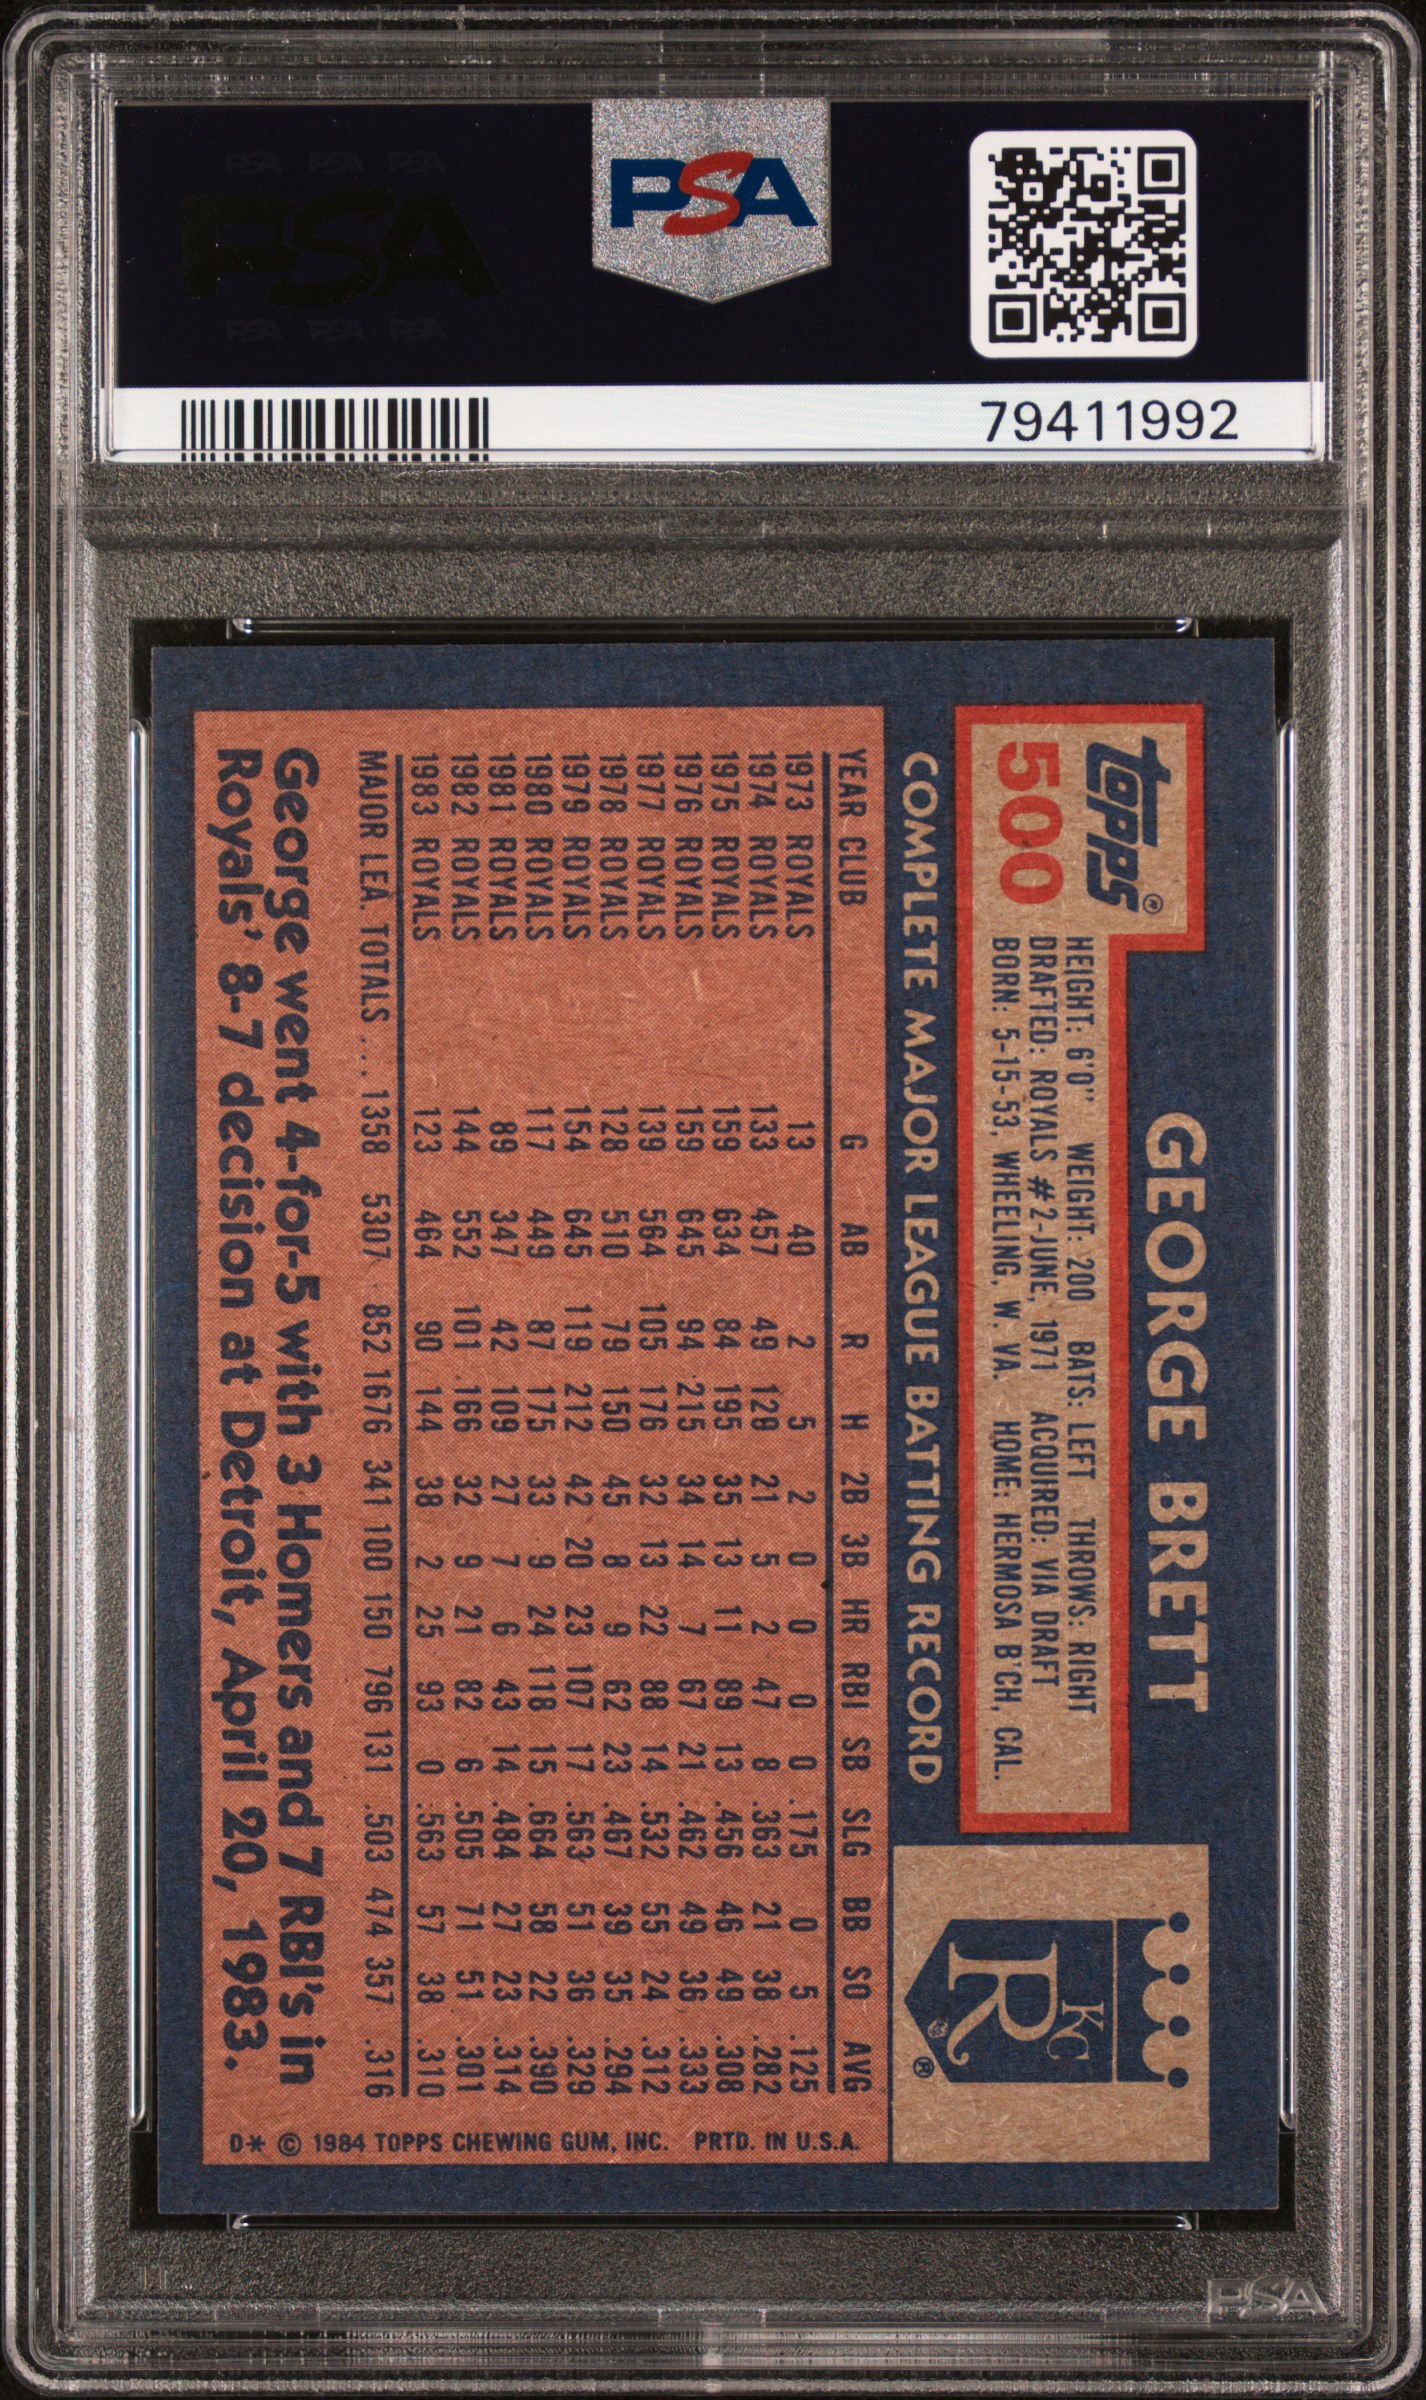 PSA PSA PSA
PSA
PSA PSA PSA
PSA
79411992
topps®
500
GEORGE BRETT
HEIGHT: 6'0" WEIGHT: 200 BATS: LEFT THROWS: RIGHT
DRAFTED: ROYALS #2-JUNE, 1971 ACQUIRED: VIA DRAFT
BORN: 5-15-53, WHEELING, W. VA. HOME: HERMOSA B'CH, CAL.
KC
R®
COMPLETE MAJOR LEAGUE BATTING RECORD
YEAR CLUB G AB R H 2B 3B HR RBI SB SLG BB SO AVG
1973 ROYALS 13 40 2 5 2 0 0 0 0 .175 0 5 .125
1974 ROYALS 133 457 49 129 21 5 2 47 8 .363 21 38 .282
1975 ROYALS 159 634 84 195 35 13 11 89 13 .456 46 49 .308
1976 ROYALS 159 645 94 215 34 14 7 67 21 .462 49 36 .333
1977 ROYALS 139 564 105 176 32 13 22 88 14 .532 55 24 .312
1978 ROYALS 128 510 79 150 45 8 9 62 23 .467 39 35 .294
1979 ROYALS 154 645 119 212 42 20 23 107 17 .563 51 36 .329
1980 ROYALS 117 449 87 175 33 9 24 118 15 .664 58 22 .390
1981 ROYALS 89 347 42 109 27 7 6 43 14 .484 27 23 .314
1982 ROYALS 144 552 101 166 32 9 21 82 6 .505 71 51 .301
1983 ROYALS 123 464 90 144 38 2 25 93 0 .563 57 38 .310
MAJOR LEA. TOTALS ... 1358 5307 852 1676 341 100 150 796 131 .503 474 357 .316
George went 4-for-5 with 3 Homers and 7 RBI's in
Royals' 8-7 decision at Detroit, April 20, 1983.
D* © 1984 TOPPS CHEWING GUM, INC. PRTD. IN U.S.A.
PSA